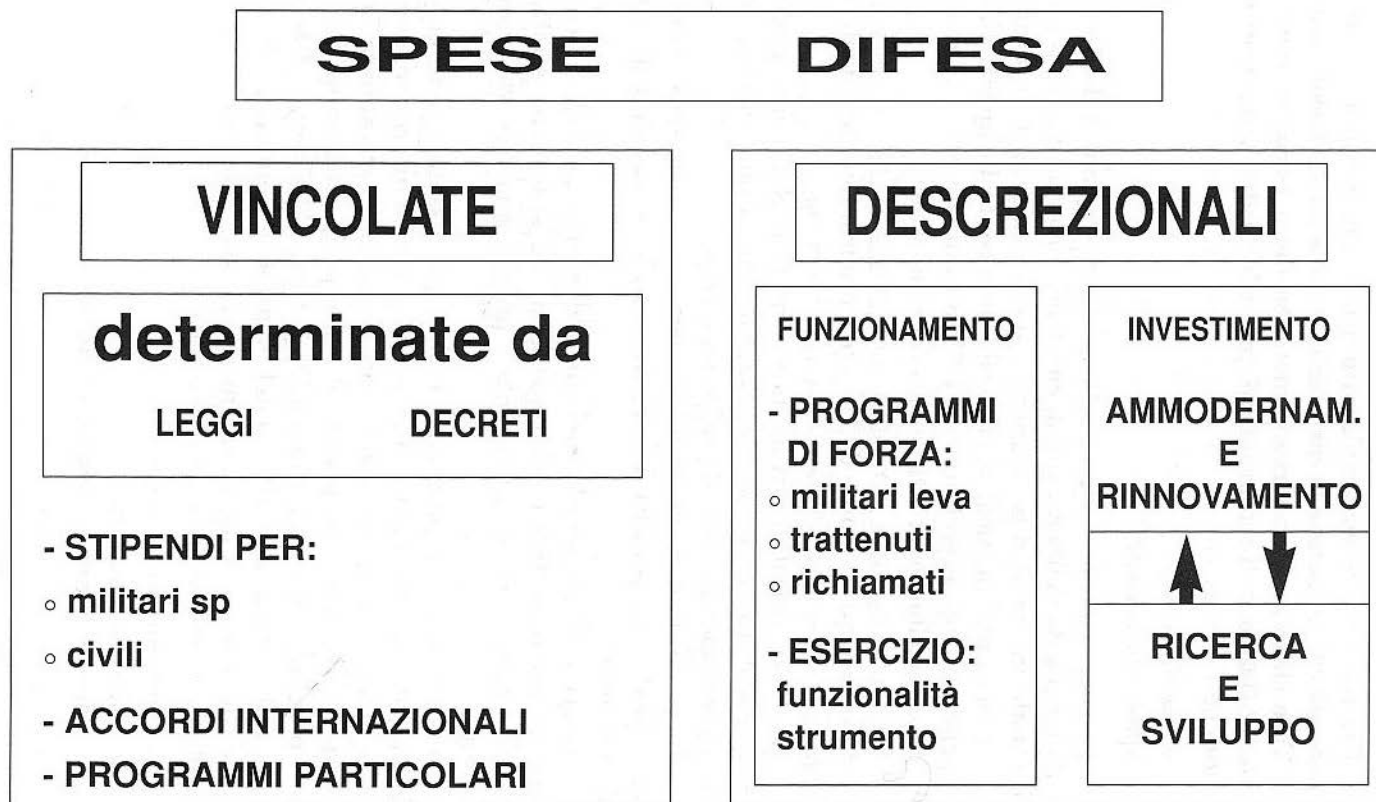 SPESE DIFESA
VINCOLATE
determinate da
LEGGI DECRETI
- STIPENDI PER:
○ militari sp
○ civili
- ACCORDI INTERNAZIONALI
- PROGRAMMI PARTICOLARI
DESCREZIONALI
FUNZIONAMENTO
- PROGRAMMI
DI FORZA:
○ militari leva
○ trattenuti
○ richiamati
- ESERCIZIO:
funzionalità
strumento
INVESTIMENTO
AMMODERNAM.
E
RINNOVAMENTO
RICERCA
E
SVILUPPO